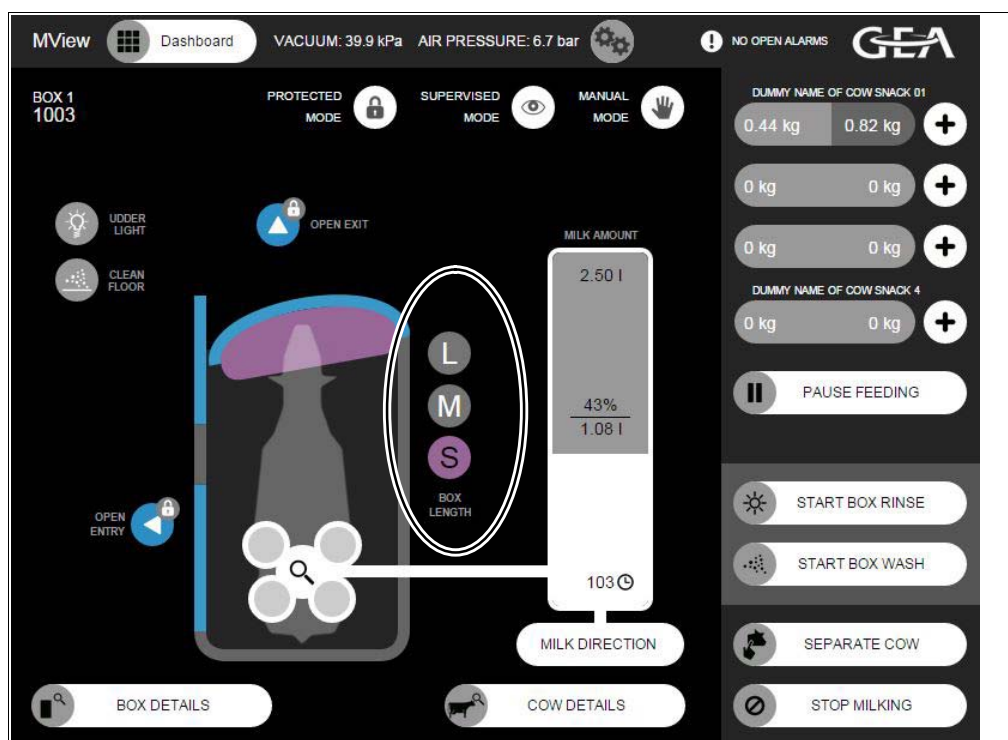 MView
Dashboard
VACUUM: 39.9 kPa AIR PRESSURE: 6.7 bar
! NO OPEN ALARMS
GEA
BOX 1
1003
PROTECTED
MODE
SUPERVISED
MODE
MANUAL
MODE
DUMMY NAME OF COW SNACK 01
0.44 kg 0.82 kg +
0 kg 0 kg +
0 kg 0 kg +
DUMMY NAME OF COW SNACK 4
0 kg 0 kg +
UDDER
LIGHT
CLEAN
FLOOR
OPEN EXIT
MILK AMOUNT
2.50 l
43%
1.08 l
103
L
M
S
BOX
LENGTH
OPEN
ENTRY
MILK DIRECTION
PAUSE FEEDING
START BOX RINSE
START BOX WASH
SEPARATE COW
STOP MILKING
BOX DETAILS
COW DETAILS